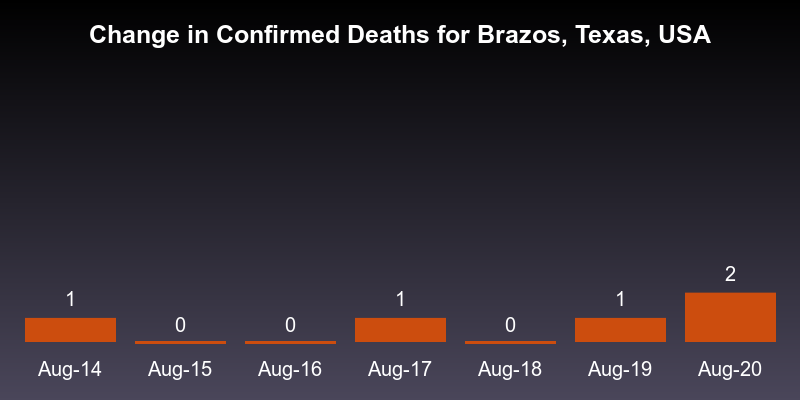 Change in Confirmed Deaths for Brazos, Texas, USA
1 0 0 1 0 1 2
Aug-14 Aug-15 Aug-16 Aug-17 Aug-18 Aug-19 Aug-20